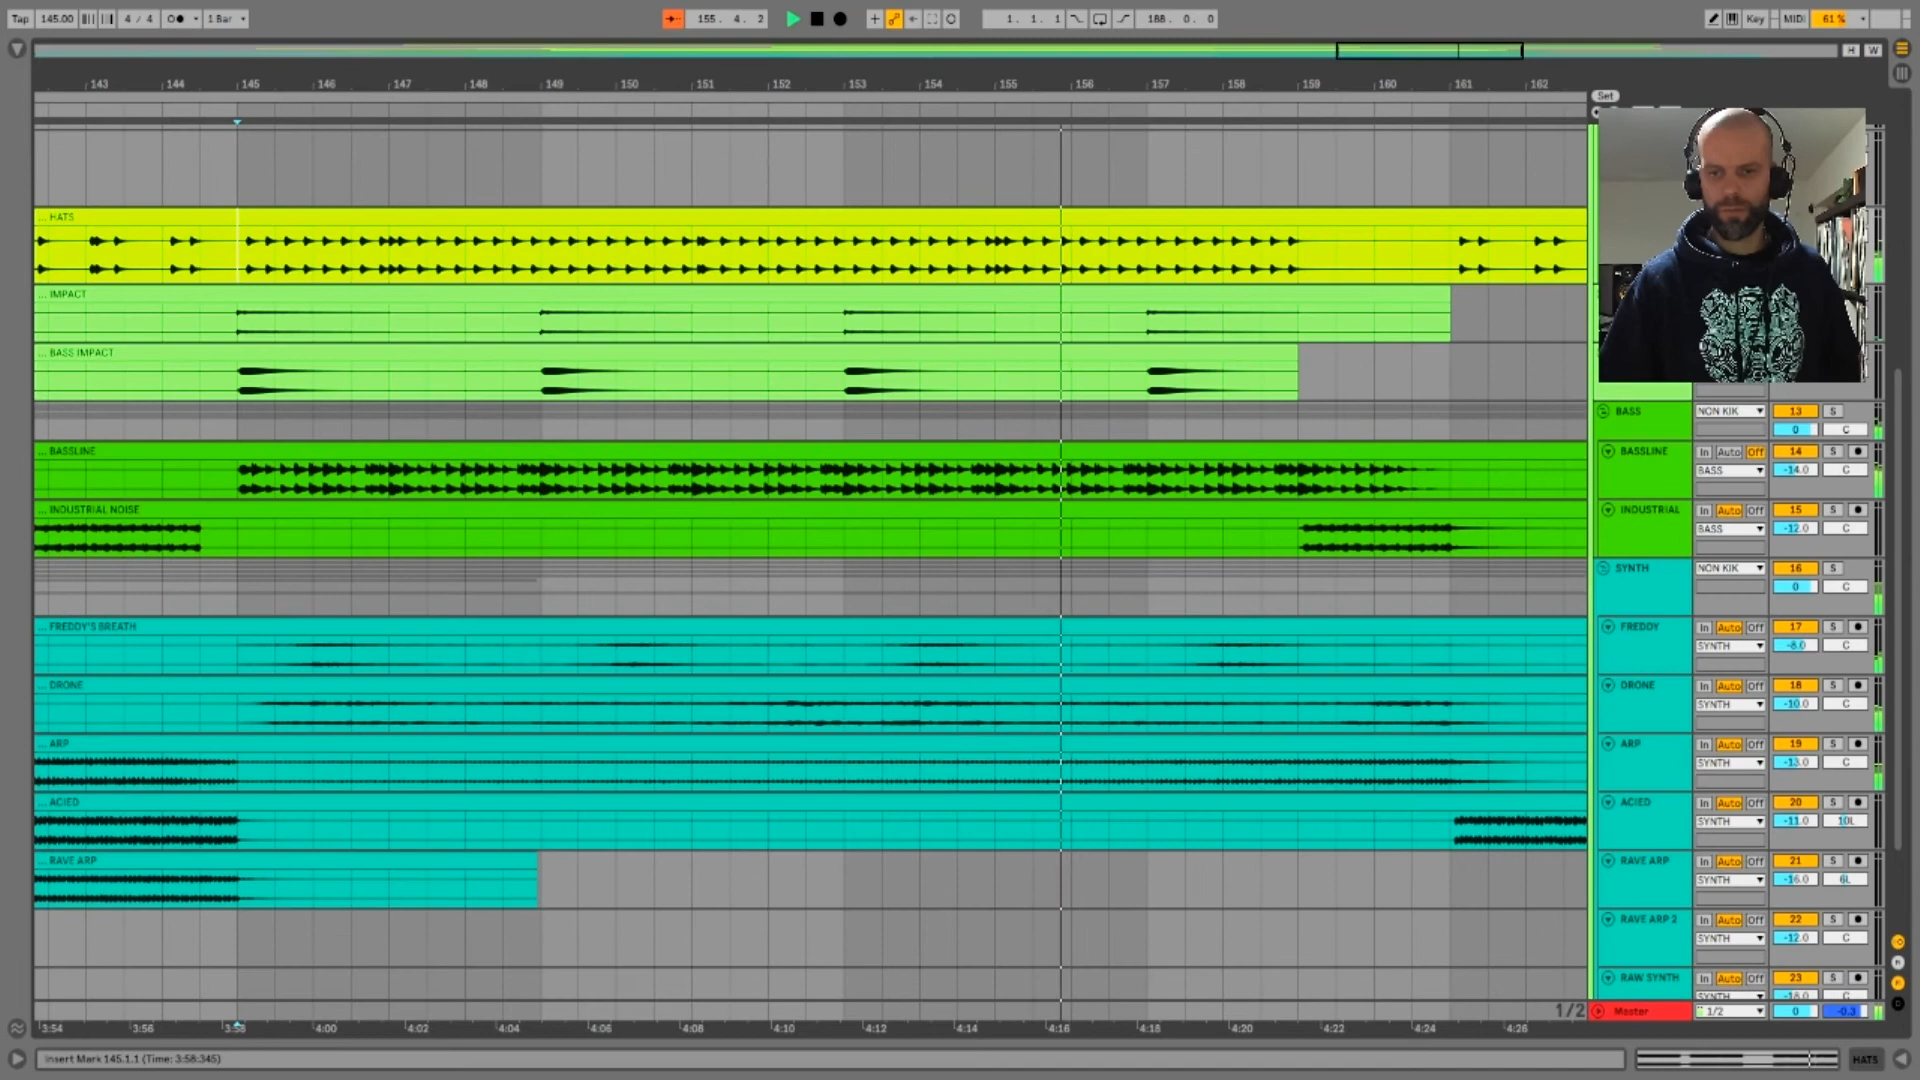 Tap 145.00 4 / 4 1 Bar 155. 4. 2 1. 1. 1 188. 0. 0 Key MIDI 61 %
H W
143 144 145 146 147 148 149 150 151 152 153 154 155 156 157 158 159 160 161 162
Set
... HATS
... IMPACT
... BASS IMPACT
BASS NON KIK 13 S
0 C
... BASSLINE
BASSLINE In Auto Off 14 S
BASS -14.0 C
... INDUSTRIAL NOISE
INDUSTRIAL In Auto Off 15 S
BASS -12.0 C
SYNTH NON KIK 16 S
0 C
... FREDDY'S BREATH
FREDDY In Auto Off 17 S
SYNTH -8.0 C
... DRONE
DRONE In Auto Off 18 S
SYNTH -10.0 C
... ARP
ARP In Auto Off 19 S
SYNTH -13.0 C
... ACIED
ACIED In Auto Off 20 S
SYNTH -11.0 10L
... RAVE ARP
RAVE ARP In Auto Off 21 S
SYNTH -16.0 6L
RAVE ARP 2 In Auto Off 22 S
SYNTH -12.0 C
RAW SYNTH In Auto Off 23 S
SYNTH -18.0 C
1/2 Master 1/2 0 -0.3
3:54 3:56 3:58 4:00 4:02 4:04 4:06 4:08 4:10 4:12 4:14 4:16 4:18 4:20 4:22 4:24 4:26
Insert Mark 145.1.1 (Time: 3:58:345)
HATS